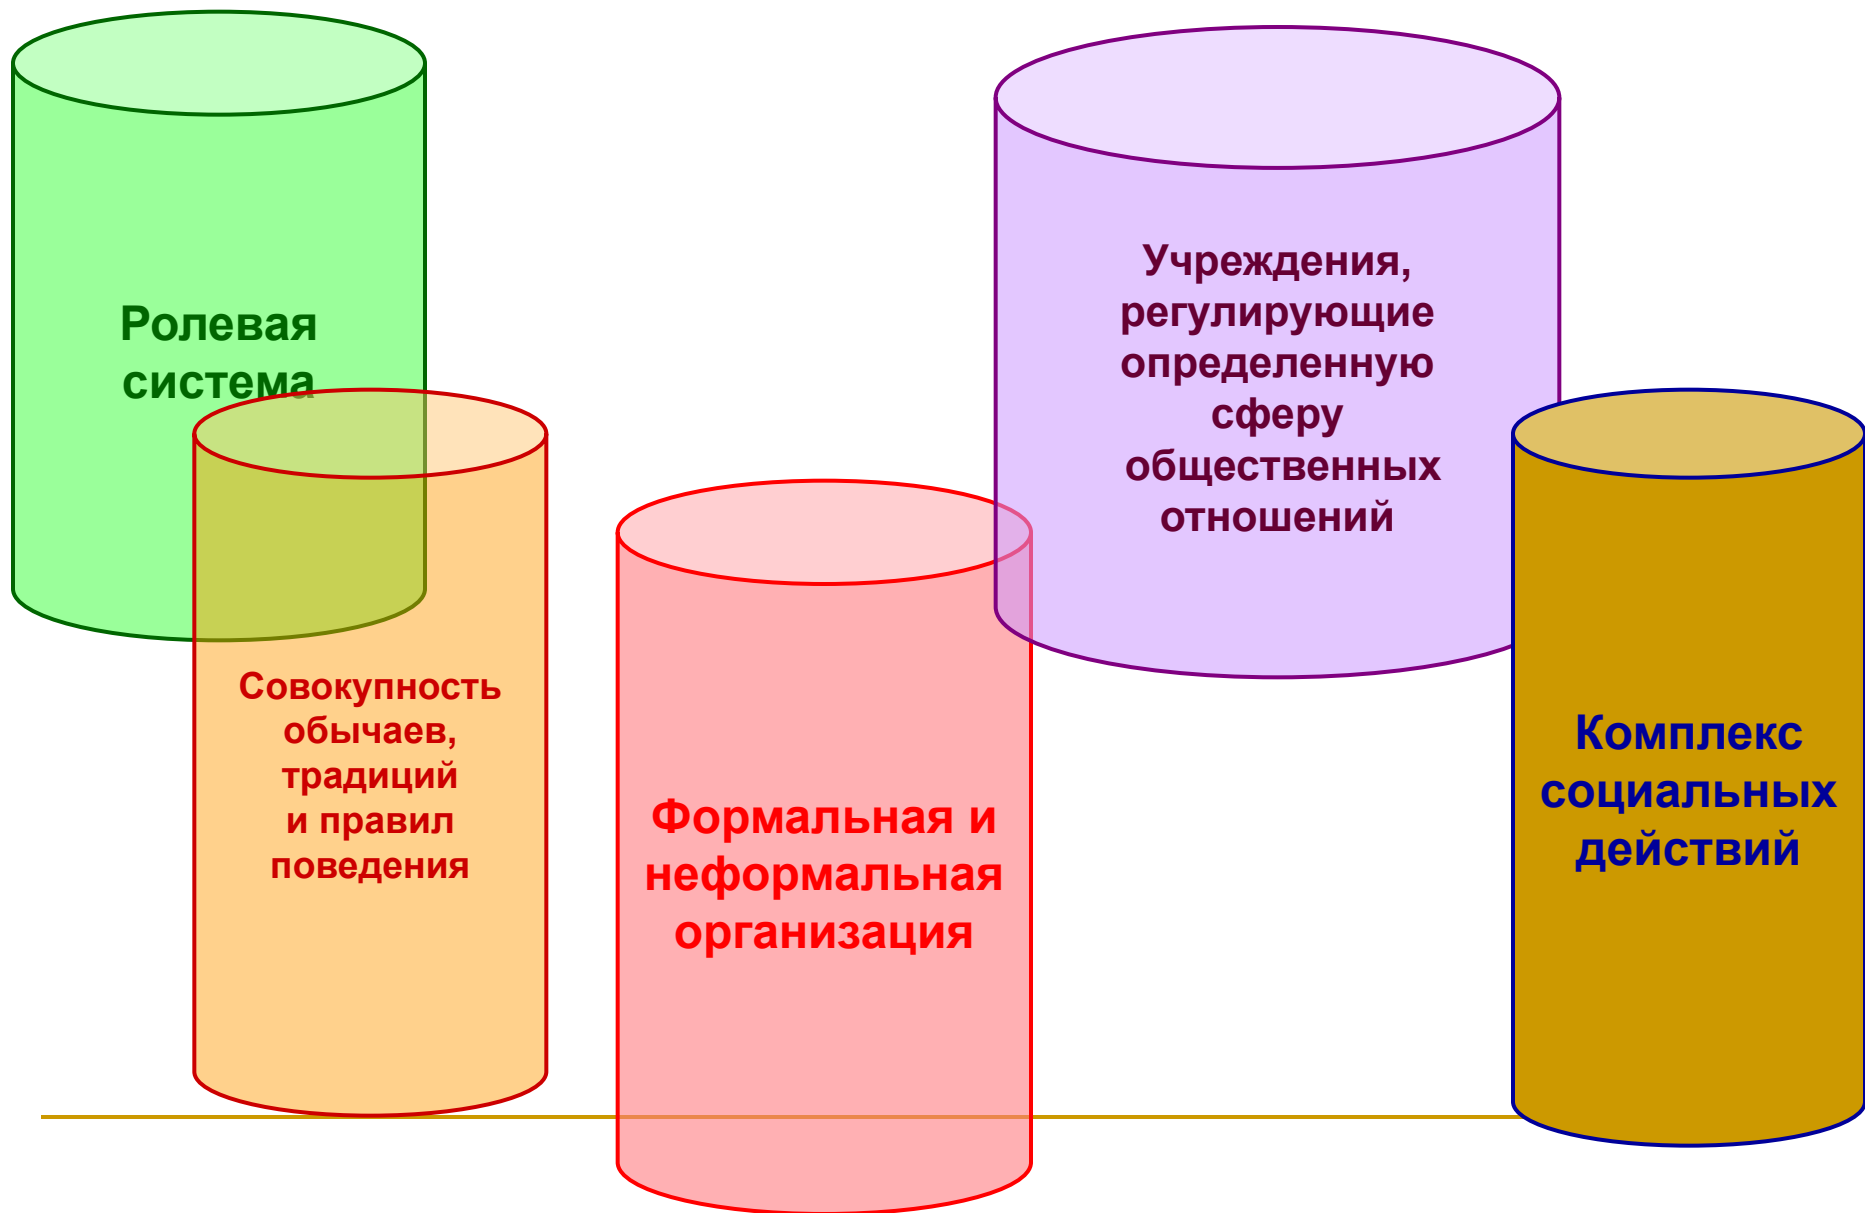 Ролевая
система
Совокупность
обычаев,
традиций
и правил
поведения
Формальная и
неформальная
организация
Учреждения,
регулирующие
определенную
сферу
общественных
отношений
Комплекс
социальных
действий